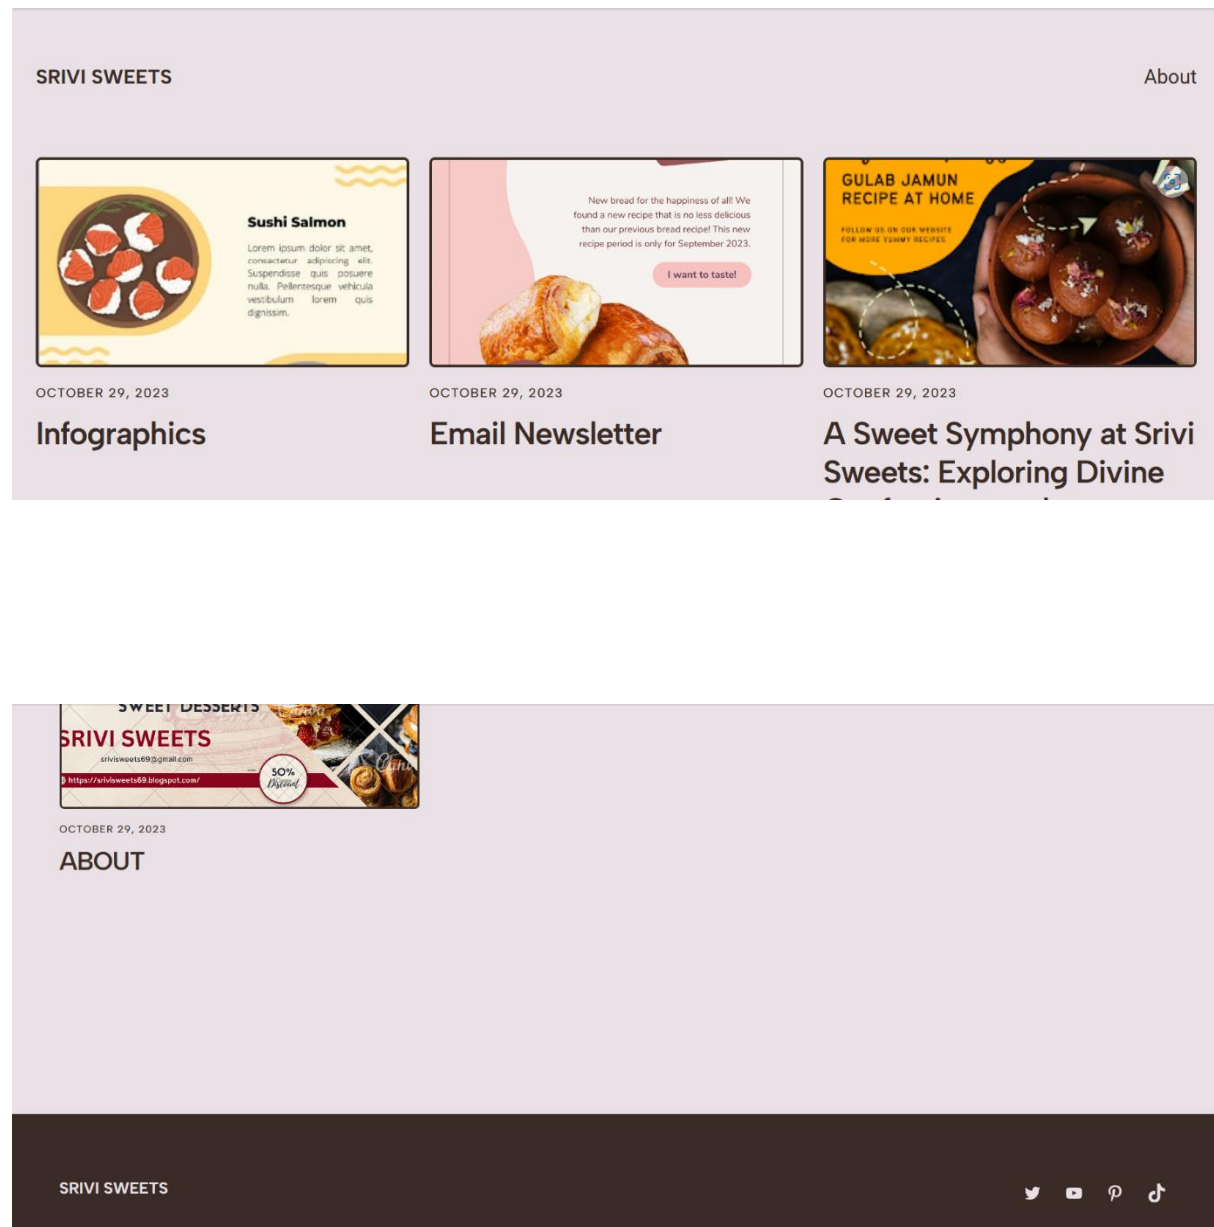 SRIVI SWEETS
About
Sushi Salmon
Lorem ipsum dolor sit amet,
consectetur adipiscing elit.
Suspendisse quis posuere
nulla. Pellentesque vehicula
vestibulum lorem quis
dignissim.
New bread for the happiness of all! We
found a new recipe that is no less delicious
than our previous bread recipe! This new
recipe period is only for September 2023.
I want to taste!
GULAB JAMUN
RECIPE AT HOME
FOLLOW US ON OUR WEBSITE
FOR MORE YUMMY RECIPES
OCTOBER 29, 2023
Infographics
OCTOBER 29, 2023
Email Newsletter
OCTOBER 29, 2023
A Sweet Symphony at Srivi
Sweets: Exploring Divine
SWEET DESSERTS
SRIVI SWEETS
srivisweets69@gmail.com
https://srivisweets69.blogspot.com/
50%
Discount
OCTOBER 29, 2023
ABOUT
SRIVI SWEETS